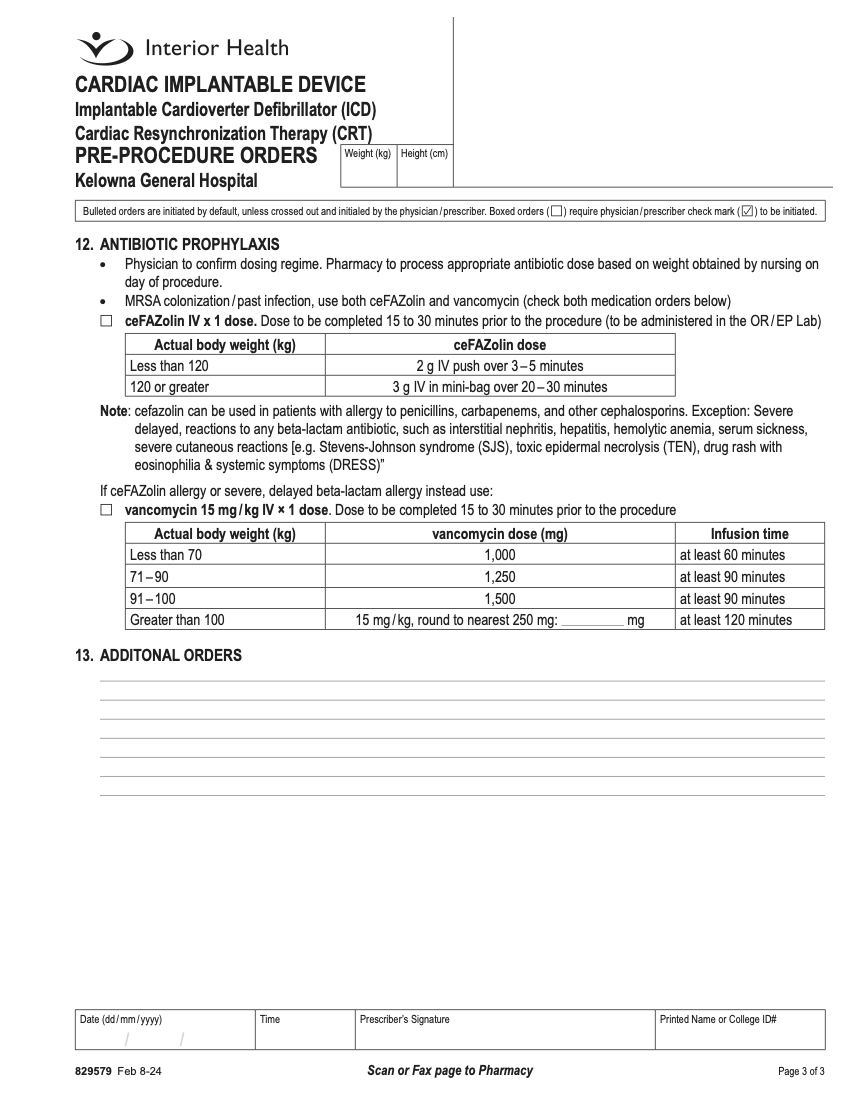 Interior Health
CARDIAC IMPLANTABLE DEVICE
Implantable Cardioverter Defibrillator (ICD)
Cardiac Resynchronization Therapy (CRT)
PRE-PROCEDURE ORDERS
Kelowna General Hospital
Weight (kg) Height (cm)
Bulleted orders are initiated by default, unless crossed out and initialed by the physician / prescriber. Boxed orders (☐) require physician / prescriber check mark (☑) to be initiated.
12. ANTIBIOTIC PROPHYLAXIS
• Physician to confirm dosing regime. Pharmacy to process appropriate antibiotic dose based on weight obtained by nursing on
day of procedure.
• MRSA colonization / past infection, use both ceFAZolin and vancomycin (check both medication orders below)
☐ ceFAZolin IV x 1 dose. Dose to be completed 15 to 30 minutes prior to the procedure (to be administered in the OR / EP Lab)
Actual body weight (kg) ceFAZolin dose
Less than 120 2 g IV push over 3 – 5 minutes
120 or greater 3 g IV in mini-bag over 20 – 30 minutes
Note: cefazolin can be used in patients with allergy to penicillins, carbapenems, and other cephalosporins. Exception: Severe
delayed, reactions to any beta-lactam antibiotic, such as interstitial nephritis, hepatitis, hemolytic anemia, serum sickness,
severe cutaneous reactions [e.g. Stevens-Johnson syndrome (SJS), toxic epidermal necrolysis (TEN), drug rash with
eosinophilia & systemic symptoms (DRESS)”
If ceFAZolin allergy or severe, delayed beta-lactam allergy instead use:
☐ vancomycin 15 mg / kg IV × 1 dose. Dose to be completed 15 to 30 minutes prior to the procedure
Actual body weight (kg) vancomycin dose (mg) Infusion time
Less than 70 1,000 at least 60 minutes
71 – 90 1,250 at least 90 minutes
91 – 100 1,500 at least 90 minutes
Greater than 100 15 mg / kg, round to nearest 250 mg: ________ mg at least 120 minutes
13. ADDITONAL ORDERS
Date (dd / mm / yyyy) Time Prescriber’s Signature Printed Name or College ID#
/ /
829579 Feb 8-24 Scan or Fax page to Pharmacy Page 3 of 3